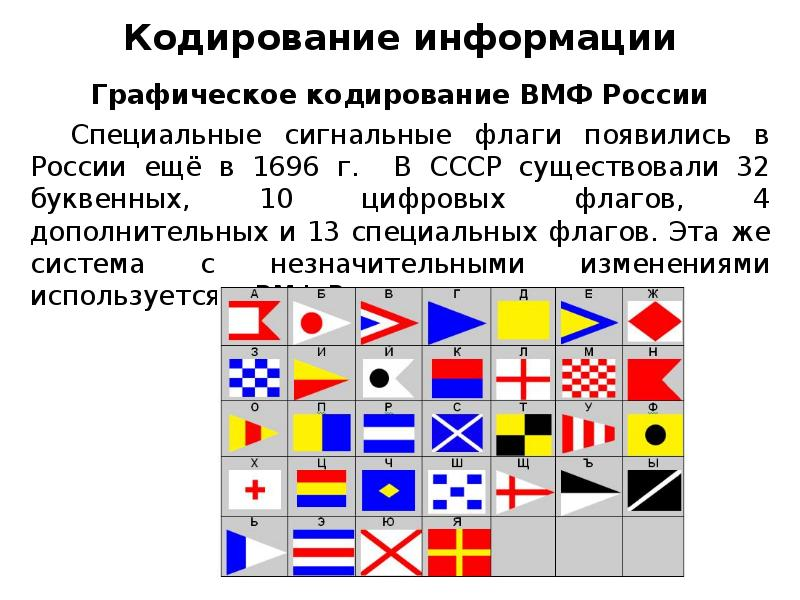 Кодирование информации
Графическое кодирование ВМФ России
Специальные сигнальные флаги появились в
России ещё в 1696 г. В СССР существовали 32
буквенных, 10 цифровых флагов, 4
дополнительных и 13 специальных флагов. Эта же
система с незначительными изменениями
используется
А Б В Г Д Е Ж
З И Й К Л М Н
О П Р С Т У Ф
Х Ц Ч Ш Щ Ъ Ы
Ь Э Ю Я